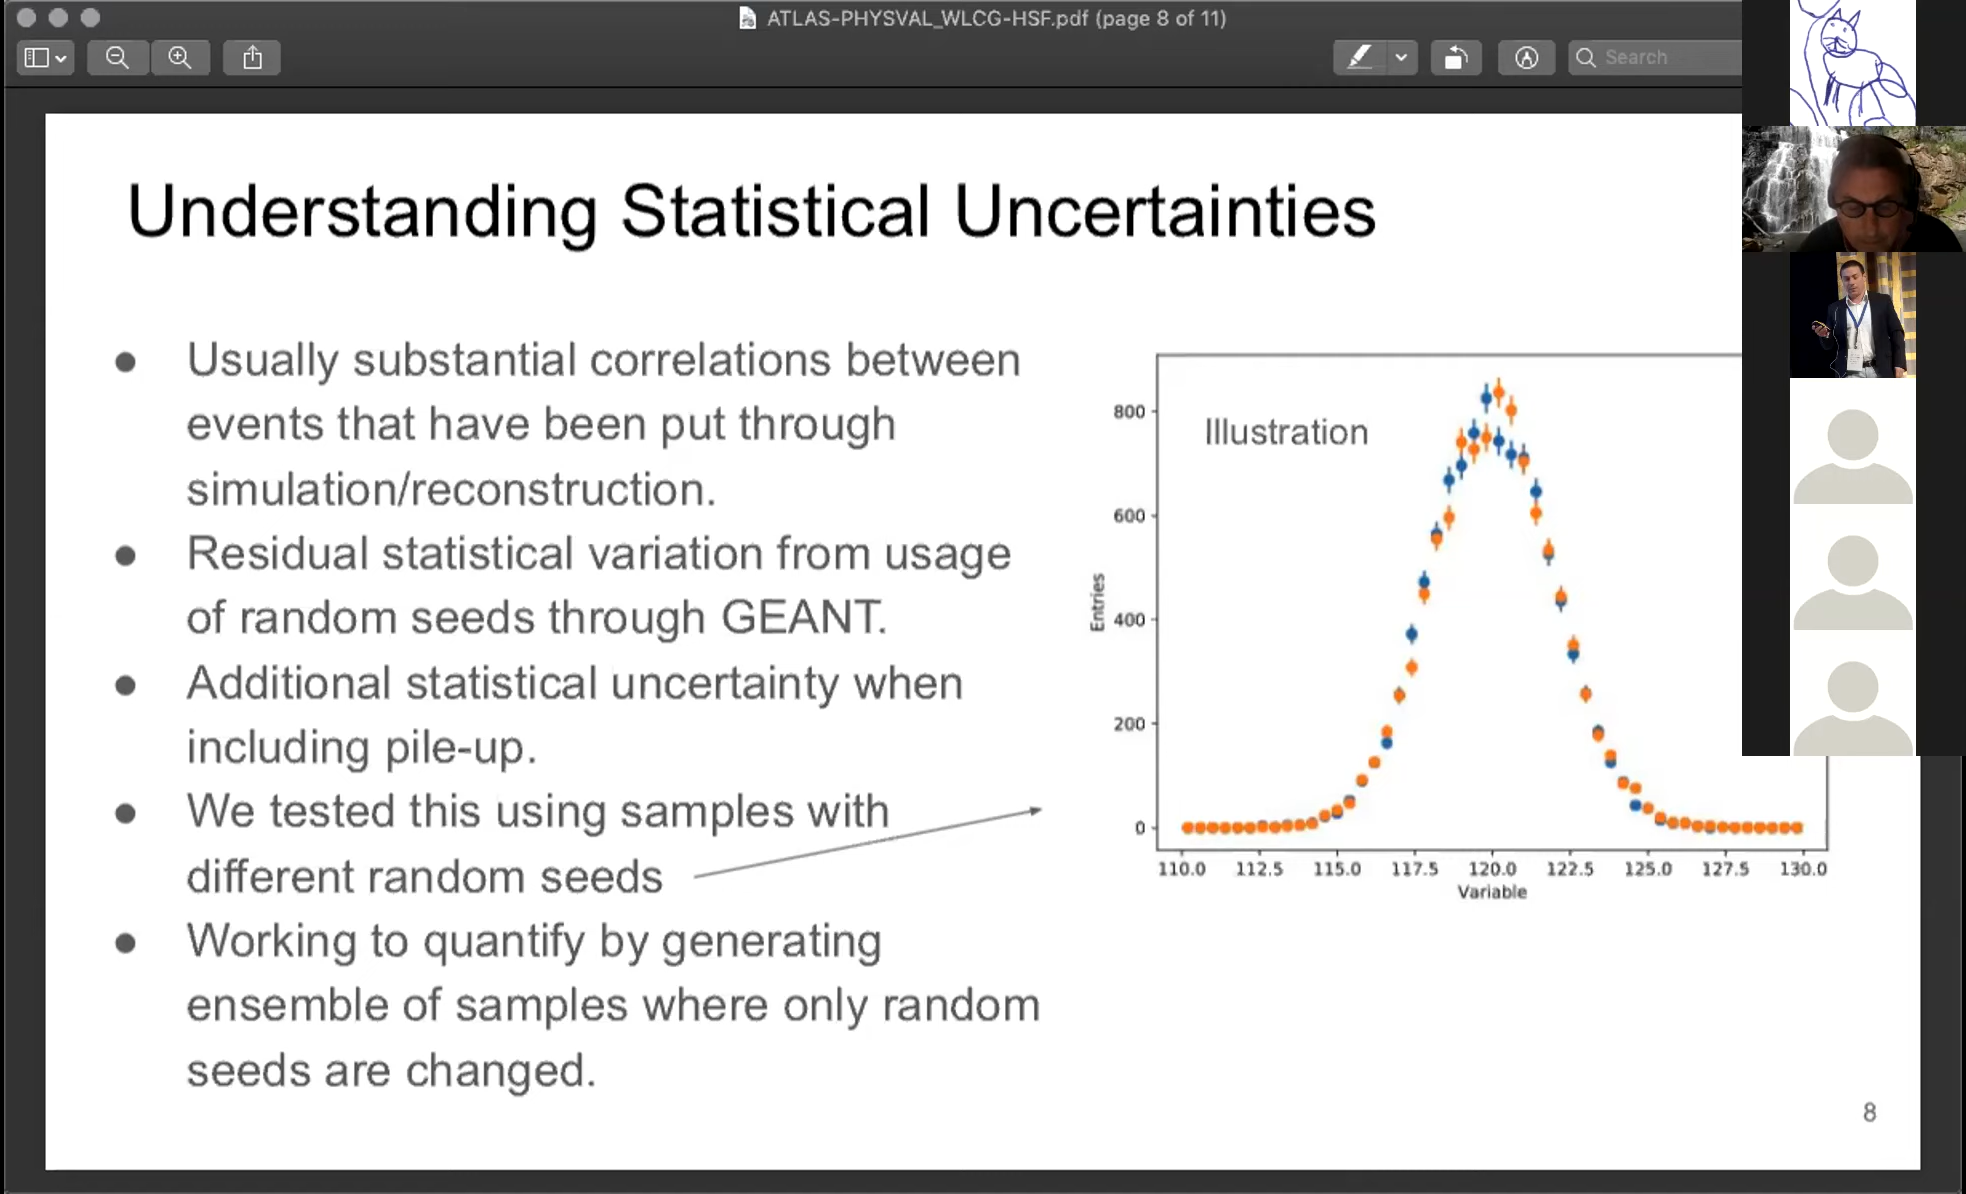 ATLAS-PHYSVAL_WLCG-HSF.pdf (page 8 of 11)
Search
Understanding Statistical Uncertainties
● Usually substantial correlations between
events that have been put through
simulation/reconstruction.
● Residual statistical variation from usage
of random seeds through GEANT.
● Additional statistical uncertainty when
including pile-up.
● We tested this using samples with
different random seeds
● Working to quantify by generating
ensemble of samples where only random
seeds are changed.
Illustration
Entries
800
600
400
200
0
110.0 112.5 115.0 117.5 120.0 122.5 125.0 127.5 130.0
Variable
8